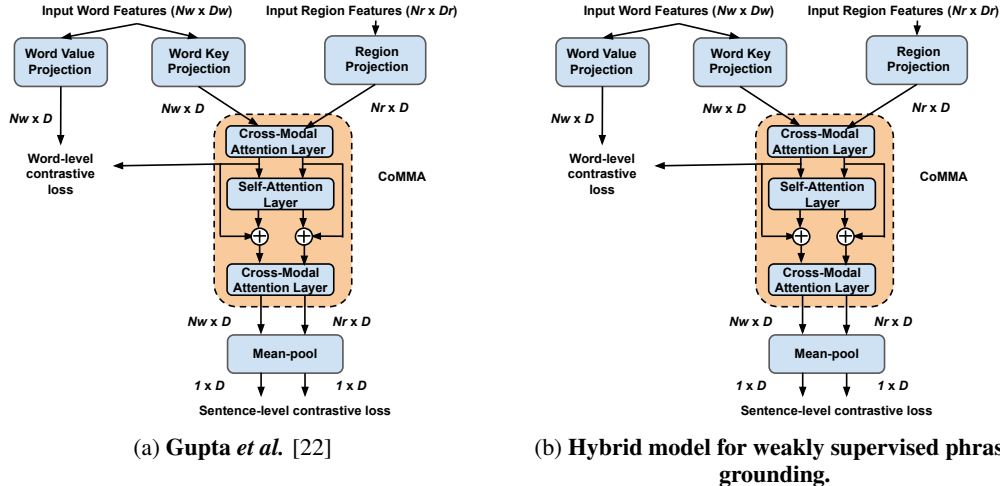 Input Word Features (Nw x Dw)
Input Region Features (Nr x Dr)
Word Value
Projection
Word Key
Projection
Region
Projection
Nw x D
Nw x D
Nr x D
Cross-Modal
Attention Layer
Word-level
contrastive
loss
CoMMA
Self-Attention
Layer
Cross-Modal
Attention Layer
Nw x D
Nr x D
Mean-pool
1 x D
1 x D
Sentence-level contrastive loss
(a) Gupta et al. [22]
Input Word Features (Nw x Dw)
Input Region Features (Nr x Dr)
Word Value
Projection
Word Key
Projection
Region
Projection
Nw x D
Nw x D
Nr x D
Cross-Modal
Attention Layer
Word-level
contrastive
loss
CoMMA
Self-Attention
Layer
Cross-Modal
Attention Layer
Nw x D
Nr x D
Mean-pool
1 x D
1 x D
Sentence-level contrastive loss
(b) Hybrid model for weakly supervised phras
grounding.